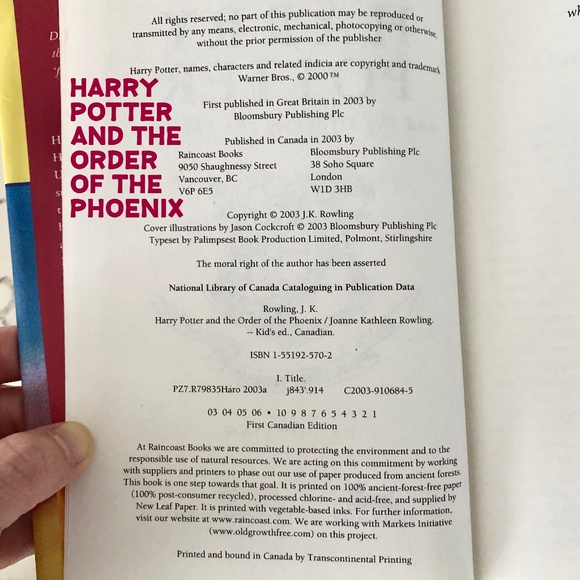 All rights reserved; no part of this publication may be reproduced or
transmitted by any means, electronic, mechanical, photocopying or otherwise,
without the prior permission of the publisher
Harry Potter, names, characters and related indicia are copyright and trademark
Warner Bros., © 2000™
HARRY
POTTER
AND THE
ORDER
OF THE
PHOENIX
First published in Great Britain in 2003 by
Bloomsbury Publishing Plc
Published in Canada in 2003 by
Raincoast Books
9050 Shaughnessy Street
Vancouver, BC
V6P 6E5
Bloomsbury Publishing Plc
38 Soho Square
London
W1D 3HB
Copyright © 2003 J.K. Rowling
Cover illustrations by Jason Cockcroft © 2003 Bloomsbury Publishing Plc
Typeset by Palimpsest Book Production Limited, Polmont, Stirlingshire
The moral right of the author has been asserted
National Library of Canada Cataloguing in Publication Data
Rowling, J. K.
Harry Potter and the Order of the Phoenix / Joanne Kathleen Rowling.
-- Kid's ed., Canadian.
ISBN 1-55192-570-2
I. Title.
PZ7.R79835Haro 2003a j843'.914 C2003-910684-5
03 04 05 06 • 10 9 8 7 6 5 4 3 2 1
First Canadian Edition
At Raincoast Books we are committed to protecting the environment and to the
responsible use of natural resources. We are acting on this commitment by working
with suppliers and printers to phase out our use of paper produced from ancient forests.
This book is one step towards that goal. It is printed on 100% ancient-forest-free paper
(100% post-consumer recycled), processed chlorine- and acid-free, and supplied by
New Leaf Paper. It is printed with vegetable-based inks. For further information,
visit our website at www.raincoast.com. We are working with Markets Initiative
(www.oldgrowthfree.com) on this project.
Printed and bound in Canada by Transcontinental Printing